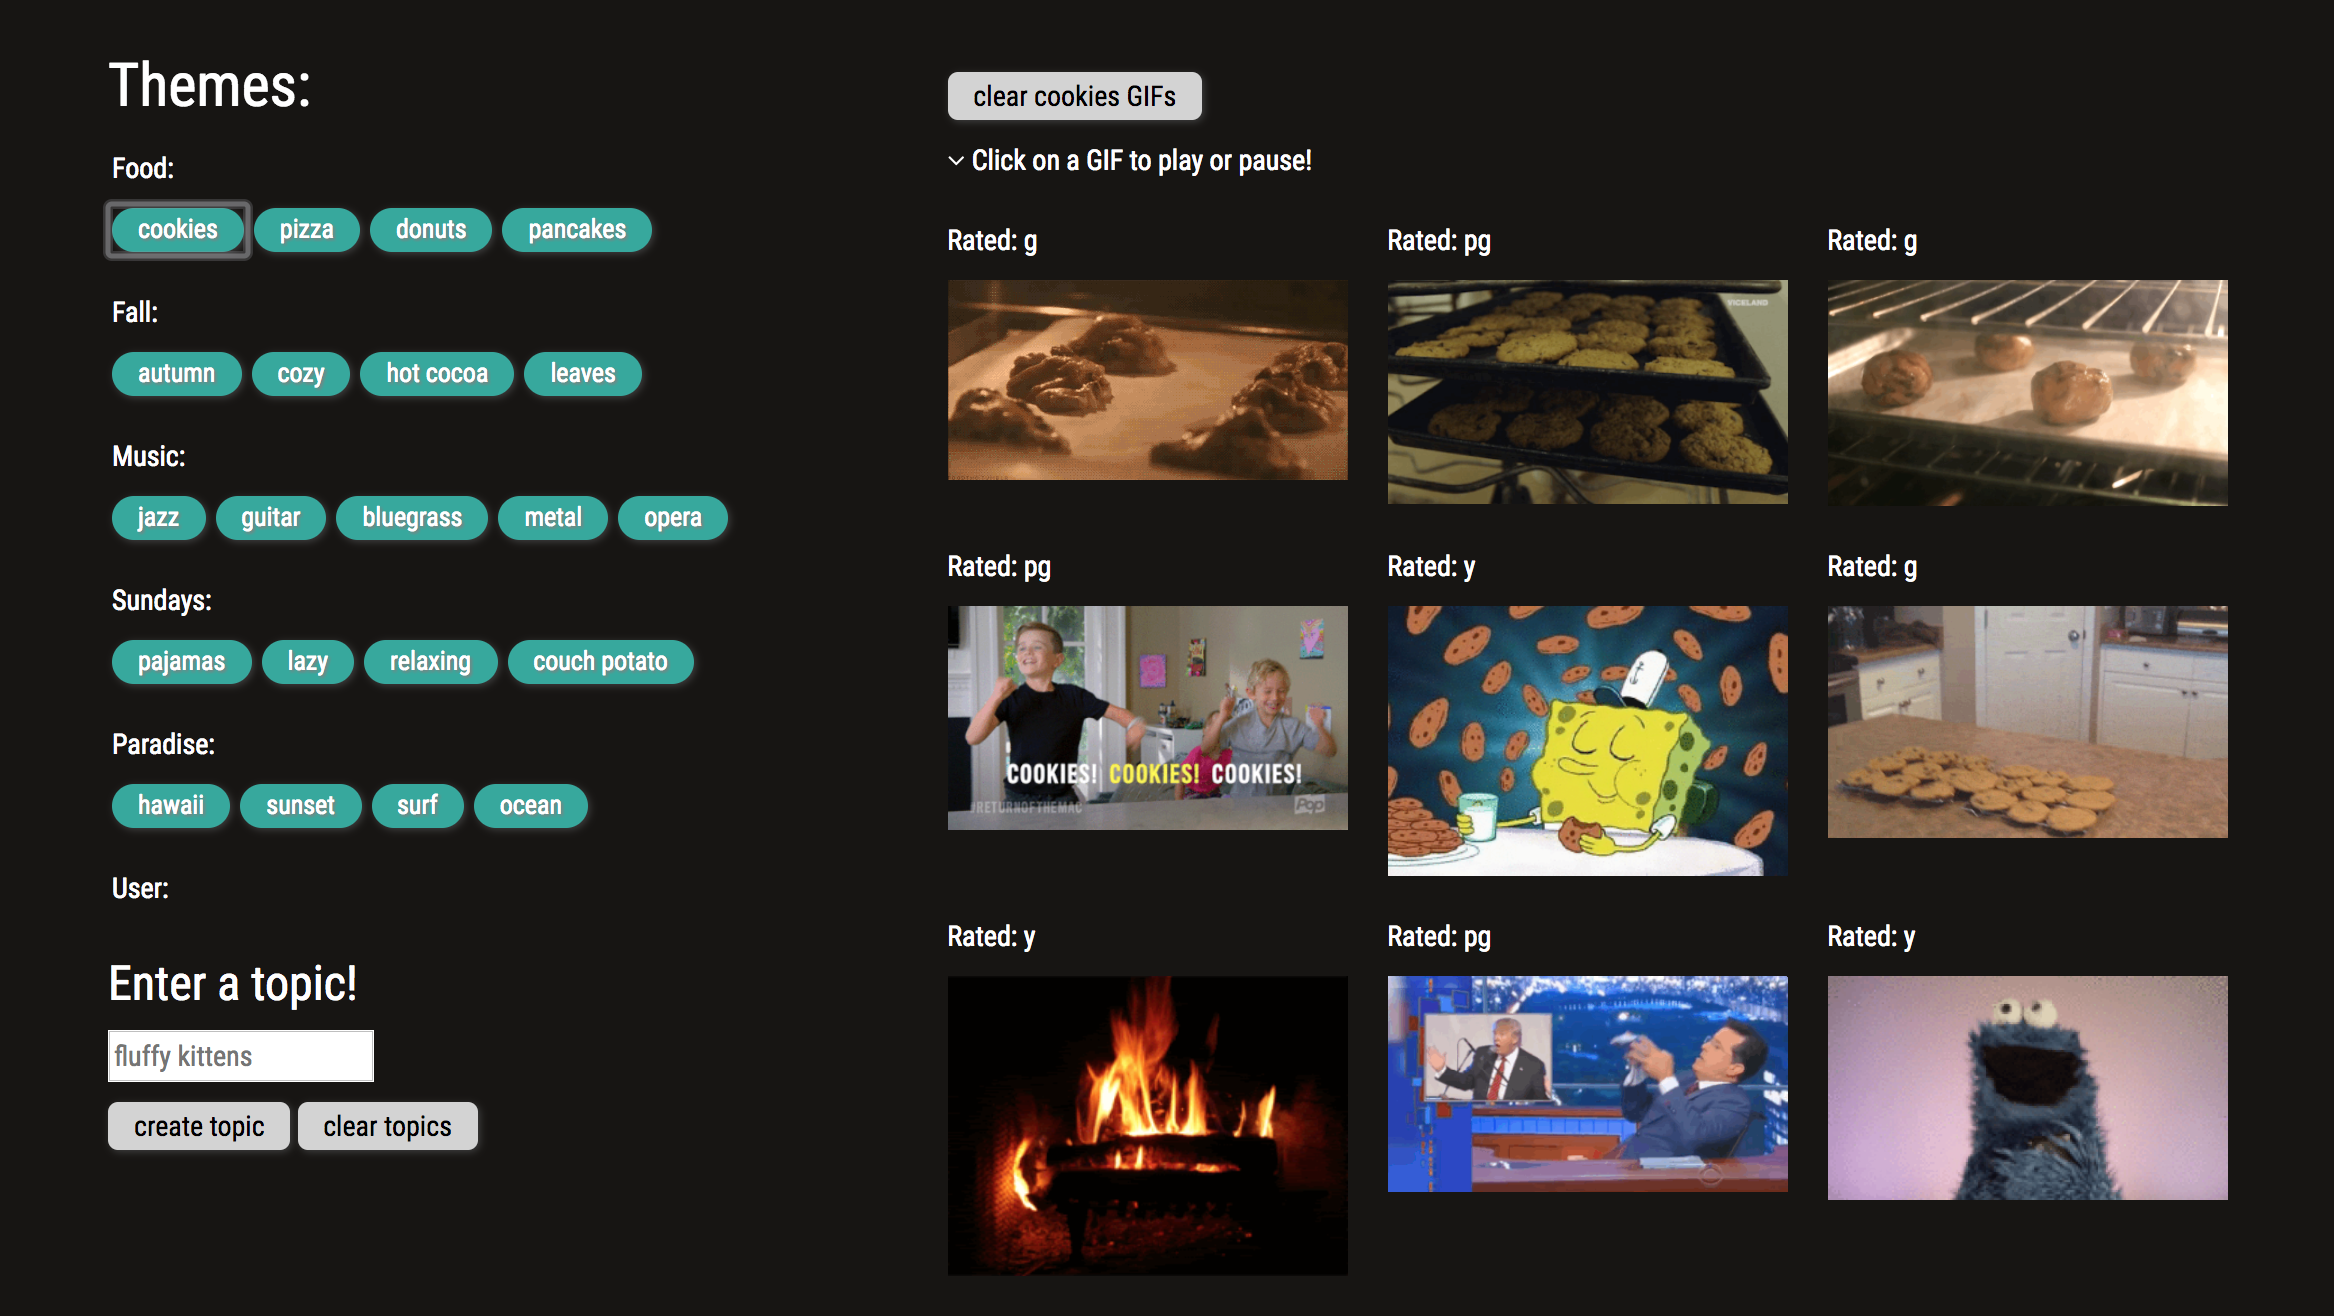 Themes:
Food:
cookies pizza donuts pancakes
Fall:
autumn cozy hot cocoa leaves
Music:
jazz guitar bluegrass metal opera
Sundays:
pajamas lazy relaxing couch potato
Paradise:
hawaii sunset surf ocean
User:
Enter a topic!
fluffy kittens
create topic clear topics
clear cookies GIFs
Click on a GIF to play or pause!
Rated: g Rated: pg Rated: g
VICELAND
Rated: pg Rated: y Rated: g
COOKIES! COOKIES! COOKIES!
#RETURNOFTHEMAC Pop
Rated: y Rated: pg Rated: y